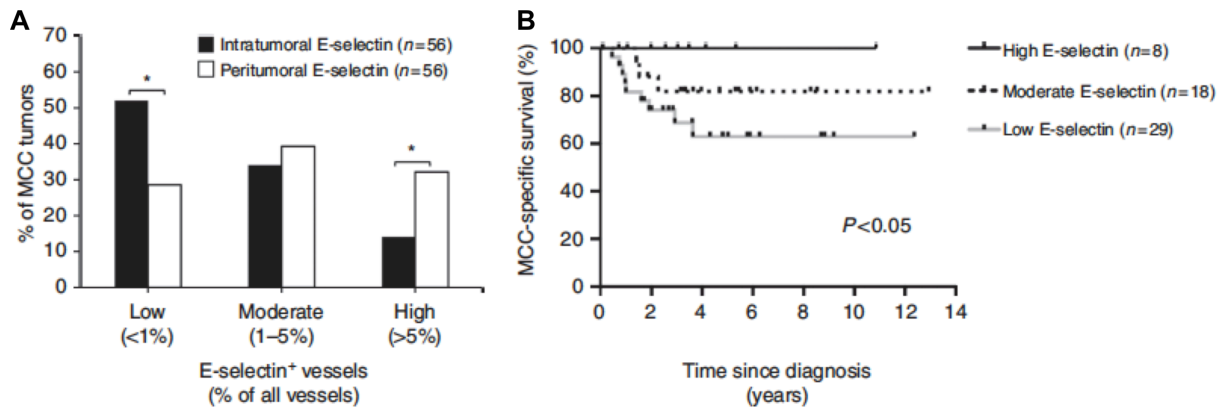 A
70
60
50
40
30
20
10
0
% of MCC tumors
Intratumoral E-selectin (n=56)
Peritumoral E-selectin (n=56)
*
*
Low
(<1%)
Moderate
(1–5%)
High
(>5%)
E-selectin+ vessels
(% of all vessels)
B
100
80
60
40
20
0
MCC-specific survival (%)
P<0.05
0 2 4 6 8 10 12 14
Time since diagnosis
(years)
High E-selectin (n=8)
Moderate E-selectin (n=18)
Low E-selectin (n=29)